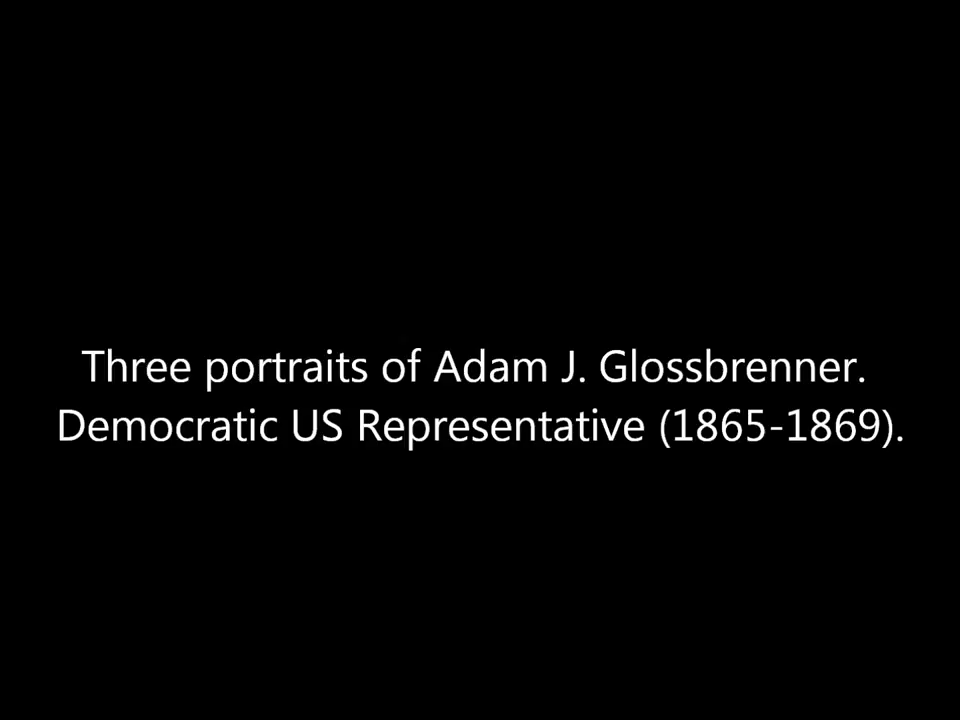 Three portraits of Adam J. Glossbrenner.
Democratic US Representative (1865-1869).